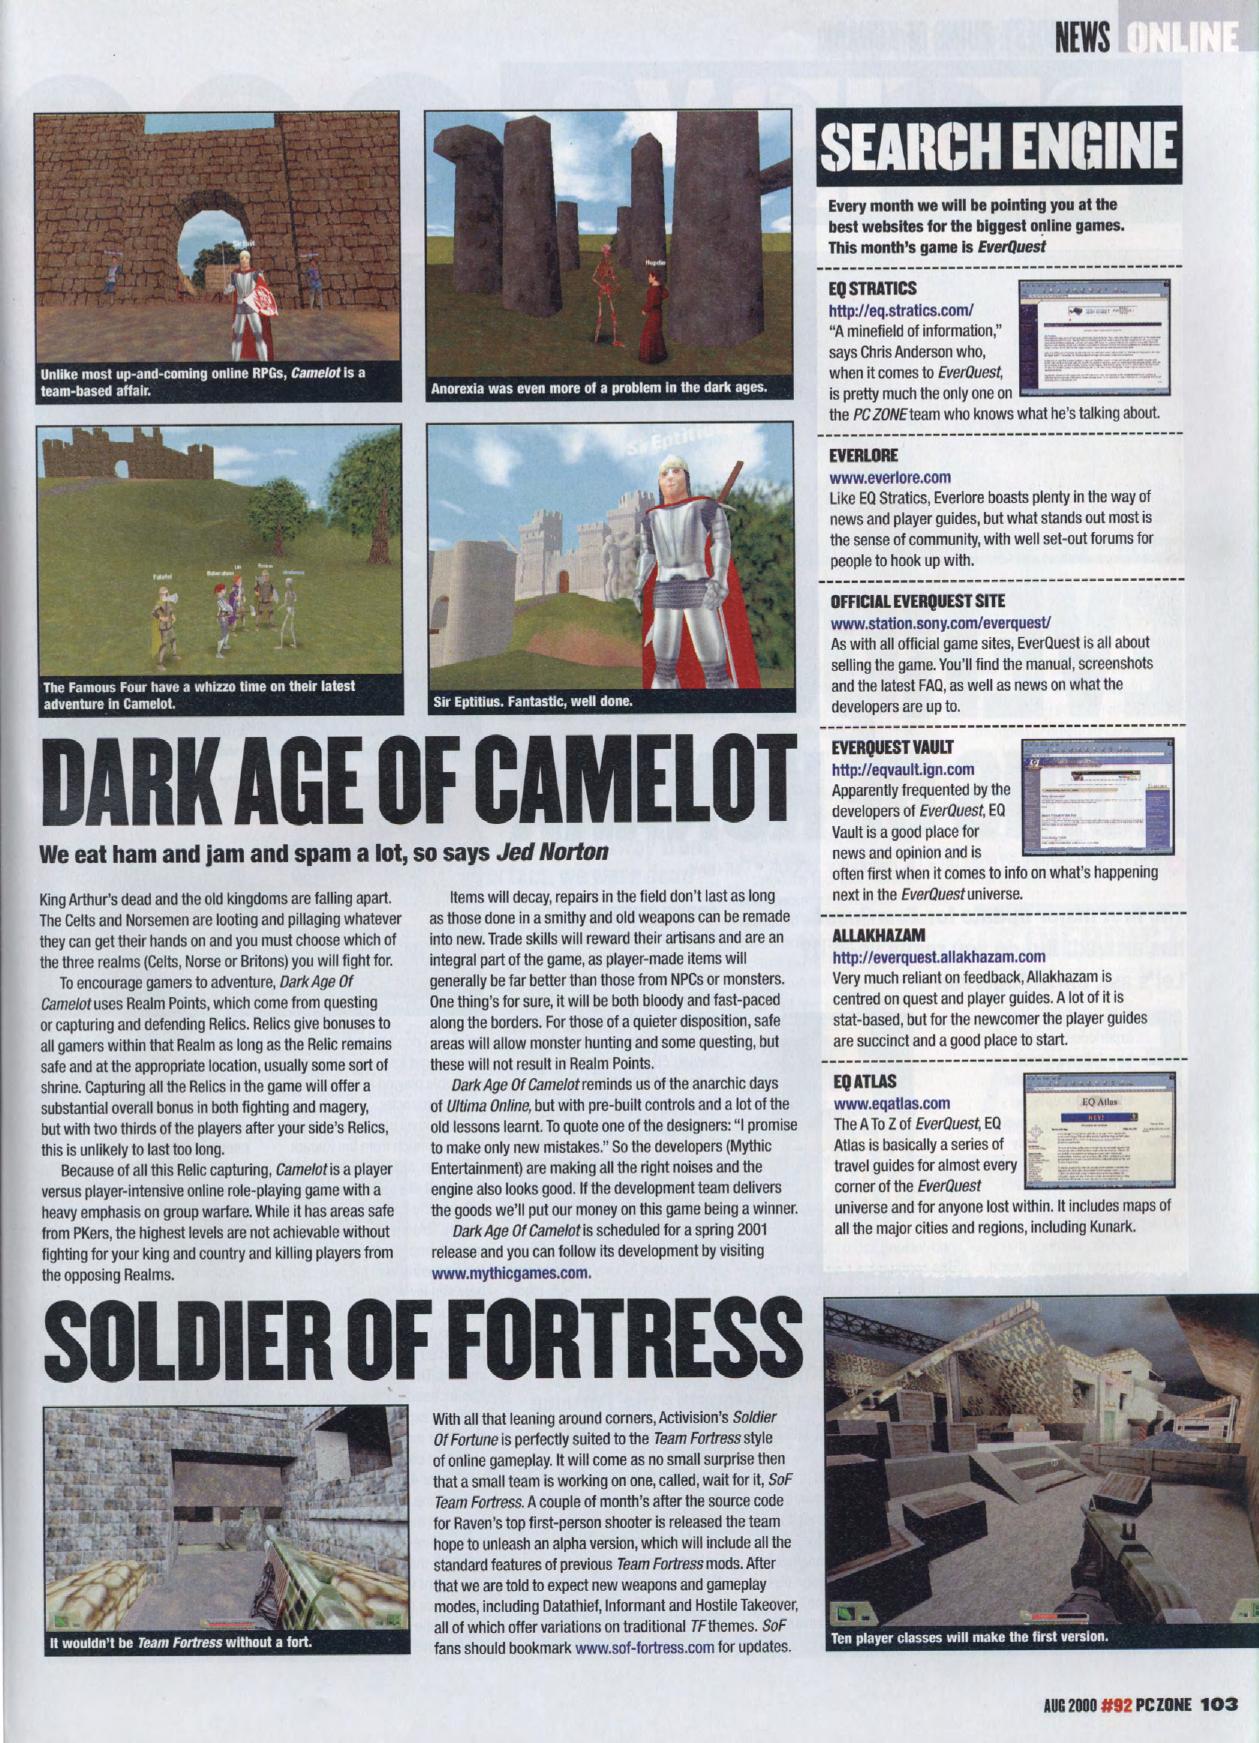 NEWS ONLINE
Unlike most up-and-coming online RPGs, Camelot is a
team-based affair.
Anorexia was even more of a problem in the dark ages.
The Famous Four have a whizzo time on their latest
adventure in Camelot.
Sir Eptitius
Sir Eptitius. Fantastic, well done.
DARK AGE OF CAMELOT
We eat ham and jam and spam a lot, so says Jed Norton
King Arthur's dead and the old kingdoms are falling apart.
The Celts and Norsemen are looting and pillaging whatever
they can get their hands on and you must choose which of
the three realms (Celts, Norse or Britons) you will fight for.
To encourage gamers to adventure, Dark Age Of
Camelot uses Realm Points, which come from questing
or capturing and defending Relics. Relics give bonuses to
all gamers within that Realm as long as the Relic remains
safe and at the appropriate location, usually some sort of
shrine. Capturing all the Relics in the game will offer a
substantial overall bonus in both fighting and magery,
but with two thirds of the players after your side's Relics,
this is unlikely to last too long.
Because of all this Relic capturing, Camelot is a player
versus player-intensive online role-playing game with a
heavy emphasis on group warfare. While it has areas safe
from PKers, the highest levels are not achievable without
fighting for your king and country and killing players from
the opposing Realms.
Items will decay, repairs in the field don't last as long
as those done in a smithy and old weapons can be remade
into new. Trade skills will reward their artisans and are an
integral part of the game, as player-made items will
generally be far better than those from NPCs or monsters.
One thing's for sure, it will be both bloody and fast-paced
along the borders. For those of a quieter disposition, safe
areas will allow monster hunting and some questing, but
these will not result in Realm Points.
Dark Age Of Camelot reminds us of the anarchic days
of Ultima Online, but with pre-built controls and a lot of the
old lessons learnt. To quote one of the designers: "I promise
to make only new mistakes." So the developers (Mythic
Entertainment) are making all the right noises and the
engine also looks good. If the development team delivers
the goods we'll put our money on this game being a winner.
Dark Age Of Camelot is scheduled for a spring 2001
release and you can follow its development by visiting
www.mythicgames.com.
SEARCH ENGINE
Every month we will be pointing you at the
best websites for the biggest online games.
This month's game is EverQuest
EQ STRATICS
http://eq.stratics.com/
"A minefield of information,"
says Chris Anderson who,
when it comes to EverQuest,
is pretty much the only one on
the PC ZONE team who knows what he's talking about.
EVERLORE
www.everlore.com
Like EQ Stratics, Everlore boasts plenty in the way of
news and player guides, but what stands out most is
the sense of community, with well set-out forums for
people to hook up with.
OFFICIAL EVERQUEST SITE
www.station.sony.com/everquest/
As with all official game sites, EverQuest is all about
selling the game. You'll find the manual, screenshots
and the latest FAQ, as well as news on what the
developers are up to.
EVERQUEST VAULT
http://eqvault.ign.com
Apparently frequented by the
developers of EverQuest, EQ
Vault is a good place for
news and opinion and is
often first when it comes to info on what's happening
next in the EverQuest universe.
ALLAKHAZAM
http://everquest.allakhazam.com
Very much reliant on feedback, Allakhazam is
centred on quest and player guides. A lot of it is
stat-based, but for the newcomer the player guides
are succinct and a good place to start.
EQ ATLAS
www.eqatlas.com
The A To Z of EverQuest, EQ
Atlas is basically a series of
travel guides for almost every
corner of the EverQuest
universe and for anyone lost within. It includes maps of
all the major cities and regions, including Kunark.
EQ Atlas
HEY!
SOLDIER OF FORTRESS
It wouldn't be Team Fortress without a fort.
With all that leaning around corners, Activision's Soldier
Of Fortune is perfectly suited to the Team Fortress style
of online gameplay. It will come as no small surprise then
that a small team is working on one, called, wait for it, SoF
Team Fortress. A couple of month's after the source code
for Raven's top first-person shooter is released the team
hope to unleash an alpha version, which will include all the
standard features of previous Team Fortress mods. After
that we are told to expect new weapons and gameplay
modes, including Datathief, Informant and Hostile Takeover,
all of which offer variations on traditional TF themes. SoF
fans should bookmark www.sof-fortress.com for updates.
Ten player classes will make the first version.
AUG 2000 #92 PC ZONE 103